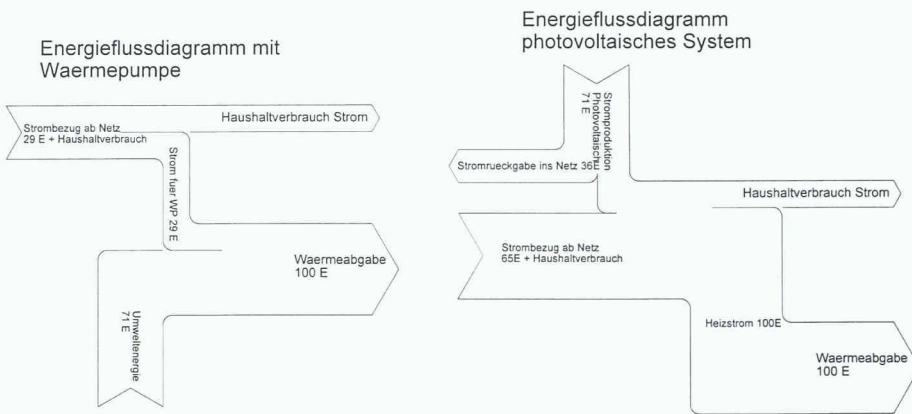 Energieflussdiagramm mit
Waermepumpe
Haushaltverbrauch Strom
Strombezug ab Netz
29 E + Haushaltverbrauch
Strom fuer WP 29 E
Waermeabgabe
100 E
Umweltenergie
71 E
Energieflussdiagramm
photovoltaisches System
Stromproduktion
Photovoltaisch
71 E
Stromrueckgabe ins Netz 36E
Haushaltverbrauch Strom
Strombezug ab Netz
65E + Haushaltverbrauch
Heizstrom 100E
Waermeabgabe
100 E